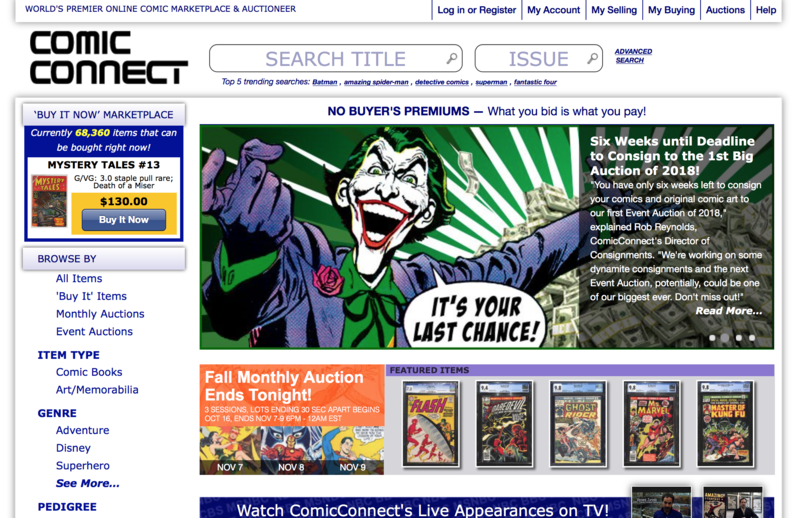 WORLD'S PREMIER ONLINE COMIC MARKETPLACE & AUCTIONEER
Log in or Register
My Account
My Selling
My Buying
Auctions
Help
COMIC
CONNECT
SEARCH TITLE
ISSUE
ADVANCED
SEARCH
Top 5 trending searches: Batman , amazing spider-man , detective comics , superman , fantastic four
'BUY IT NOW' MARKETPLACE
Currently 68,360 items that can
be bought right now!
MYSTERY TALES #13
MYSTERY
TALES
G/VG: 3.0 staple pull rare;
Death of a Miser
$130.00
Buy It Now
BROWSE BY
All Items
'Buy It' Items
Monthly Auctions
Event Auctions
ITEM TYPE
Comic Books
Art/Memorabilia
GENRE
Adventure
Disney
Superhero
See More...
PEDIGREE
NO BUYER'S PREMIUMS — What you bid is what you pay!
IT'S YOUR
LAST CHANCE!
Six Weeks until Deadline
to Consign to the 1st Big
Auction of 2018!
"You have only six weeks left to consign
your comics and original comic art to
our first Event Auction of 2018,"
explained Rob Reynolds,
ComicConnect's Director of
Consignments. "We're working on some
dynamite consignments and the next
Event Auction, potentially, could be one
of our biggest ever. Don't miss out!"
Read More...
Fall Monthly Auction
Ends Tonight!
3 SESSIONS, LOTS ENDING 30 SEC APART BEGINS
OCT 16, ENDS NOV 7-9 6PM - 12AM EST
NOV 7
NOV 8
NOV 9
FEATURED ITEMS
FLASH
9.4
DAREDEVIL
9.8
GHOST
RIDER
9.8
MS.
MARVEL
9.8
MASTER OF
KUNG FU
Watch ComicConnect's Live Appearances on TV!